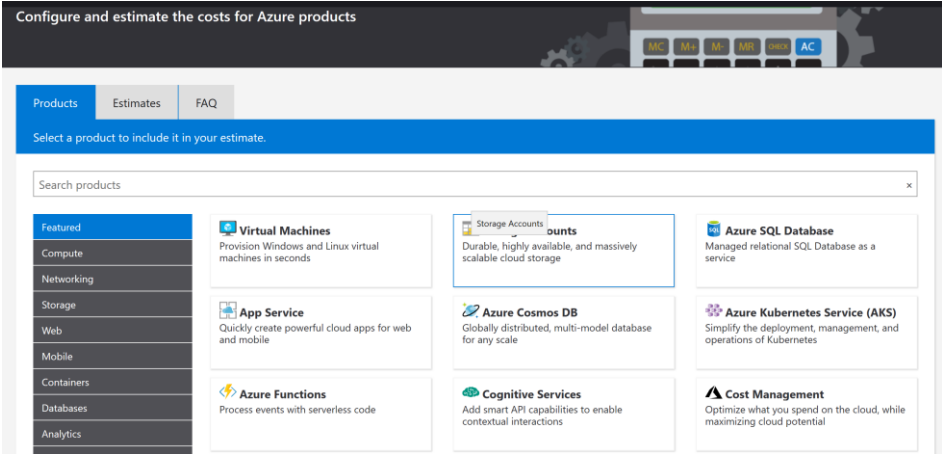 Configure and estimate the costs for Azure products
MC M+ M- MR CHECK AC
Products Estimates FAQ
Select a product to include it in your estimate.
Search products ×
Featured
Compute
Networking
Storage
Web
Mobile
Containers
Databases
Analytics
Virtual Machines
Provision Windows and Linux virtual
machines in seconds
Storage Accounts
ounts
Durable, highly available, and massively
scalable cloud storage
SQL Azure SQL Database
Managed relational SQL Database as a
service
App Service
Quickly create powerful cloud apps for web
and mobile
Azure Cosmos DB
Globally distributed, multi-model database
for any scale
Azure Kubernetes Service (AKS)
Simplify the deployment, management, and
operations of Kubernetes
Azure Functions
Process events with serverless code
Cognitive Services
Add smart API capabilities to enable
contextual interactions
Cost Management
Optimize what you spend on the cloud, while
maximizing cloud potential